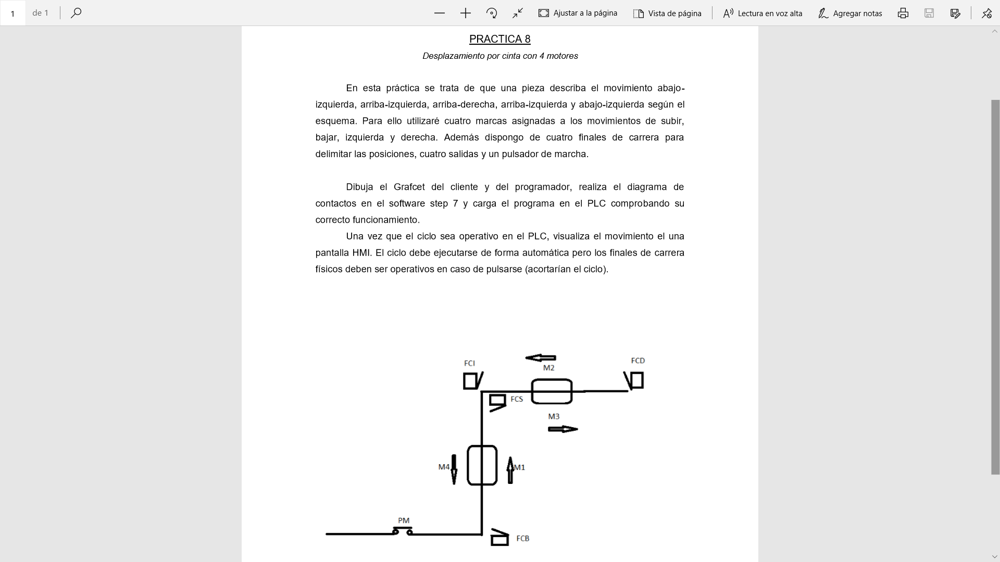 1 de 1 Ajustar a la página Vista de página Lectura en voz alta Agregar notas
PRACTICA 8
Desplazamiento por cinta con 4 motores
En esta práctica se trata de que una pieza describa el movimiento abajo-
izquierda, arriba-izquierda, arriba-derecha, arriba-izquierda y abajo-izquierda según el
esquema. Para ello utilizaré cuatro marcas asignadas a los movimientos de subir,
bajar, izquierda y derecha. Además dispongo de cuatro finales de carrera para
delimitar las posiciones, cuatro salidas y un pulsador de marcha.
Dibuja el Grafcet del cliente y del programador, realiza el diagrama de
contactos en el software step 7 y carga el programa en el PLC comprobando su
correcto funcionamiento.
Una vez que el ciclo sea operativo en el PLC, visualiza el movimiento el una
pantalla HMI. El ciclo debe ejecutarse de forma automática pero los finales de carrera
físicos deben ser operativos en caso de pulsarse (acortarían el ciclo).
FCI
M2
FCD
FCS
M3
M4
M1
PM
FCB